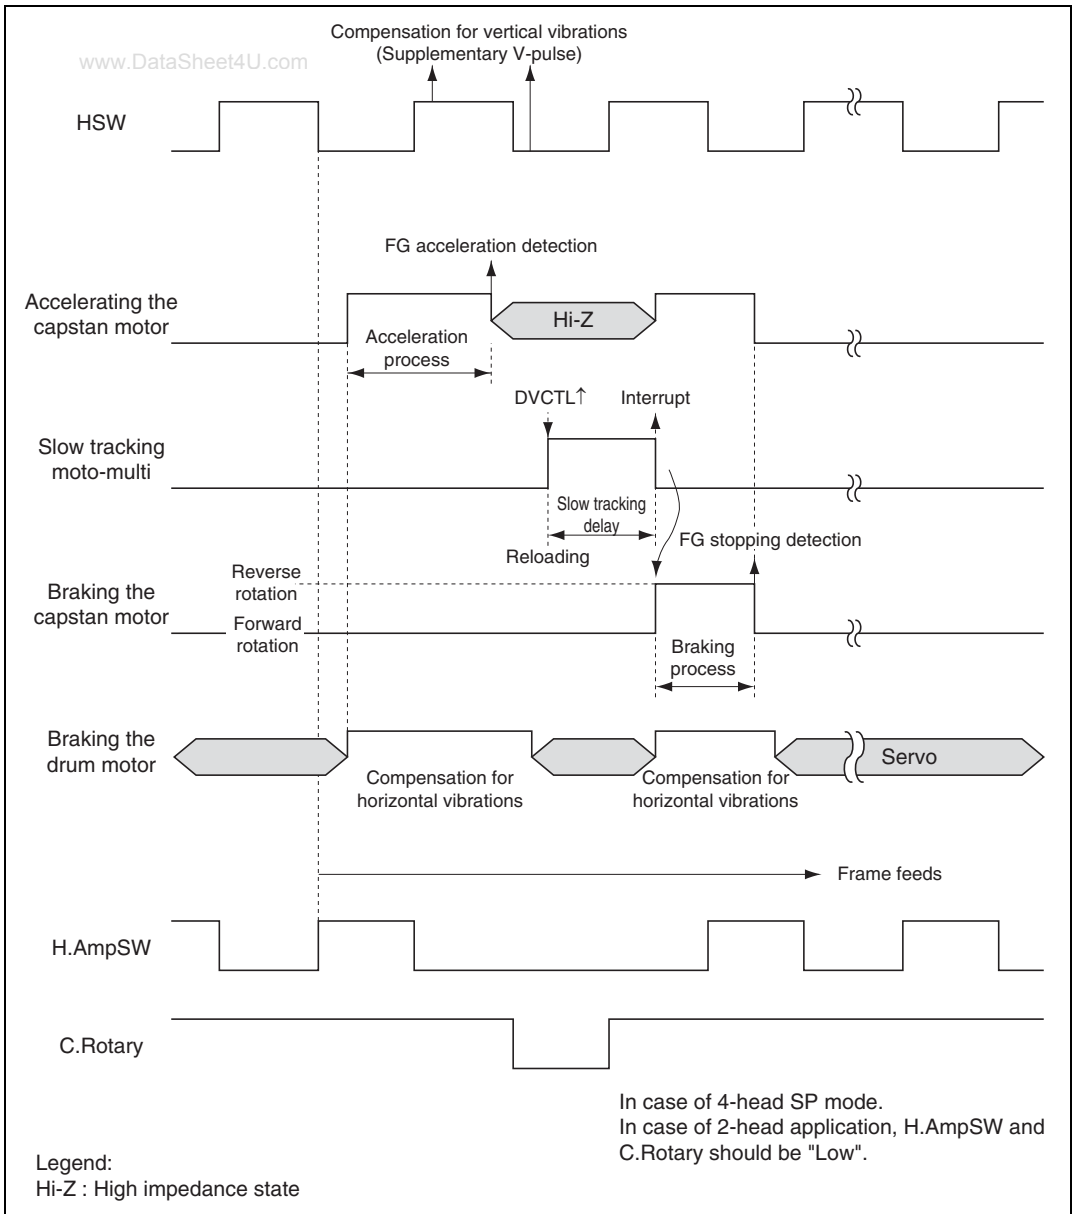 Compensation for vertical vibrations
(Supplementary V-pulse)
www.DataSheet4U.com
HSW
FG acceleration detection
Accelerating the
capstan motor
Hi-Z
Acceleration
process
DVCTL↑
Interrupt
Slow tracking
moto-multi
Slow tracking
delay
FG stopping detection
Reloading
Reverse
rotation
Braking the
capstan motor
Forward
rotation
Braking
process
Braking the
drum motor
Servo
Compensation for
horizontal vibrations
Compensation for
horizontal vibrations
Frame feeds
H.AmpSW
C.Rotary
In case of 4-head SP mode.
In case of 2-head application, H.AmpSW and
C.Rotary should be "Low".
Legend:
Hi-Z : High impedance state